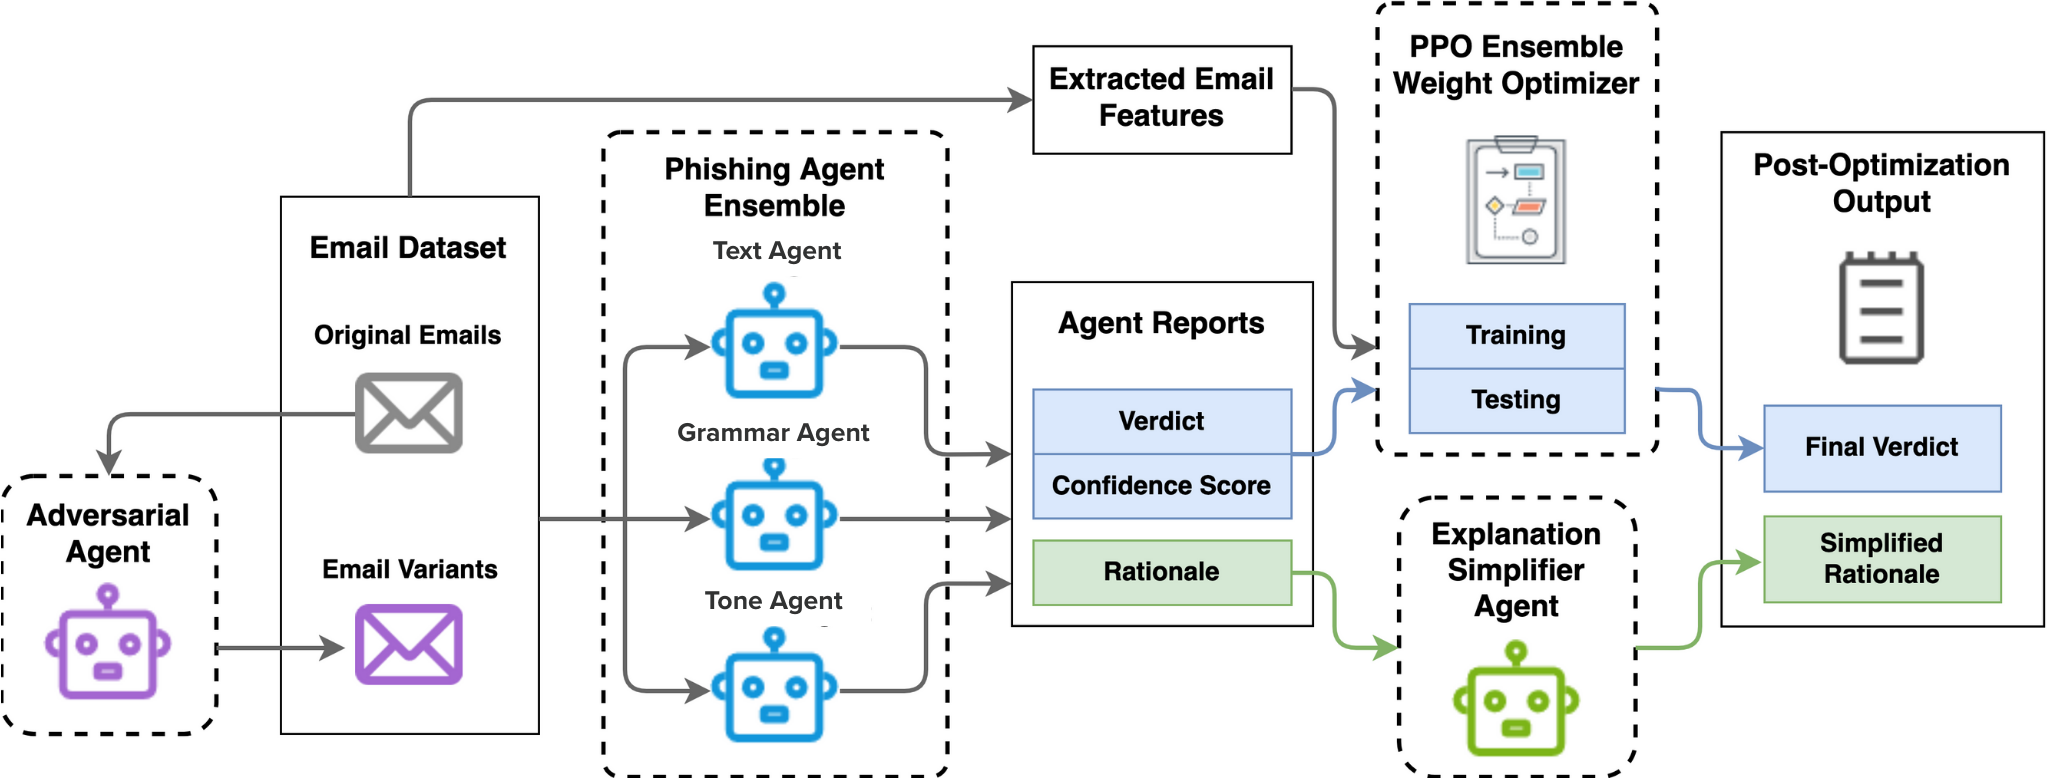 Adversarial
Agent
Email Dataset
Original Emails
Email Variants
Phishing Agent
Ensemble
Text Agent
Grammar Agent
Tone Agent
Extracted Email
Features
Agent Reports
Verdict
Confidence Score
Rationale
PPO Ensemble
Weight Optimizer
Training
Testing
Explanation
Simplifier
Agent
Post-Optimization
Output
Final Verdict
Simplified
Rationale